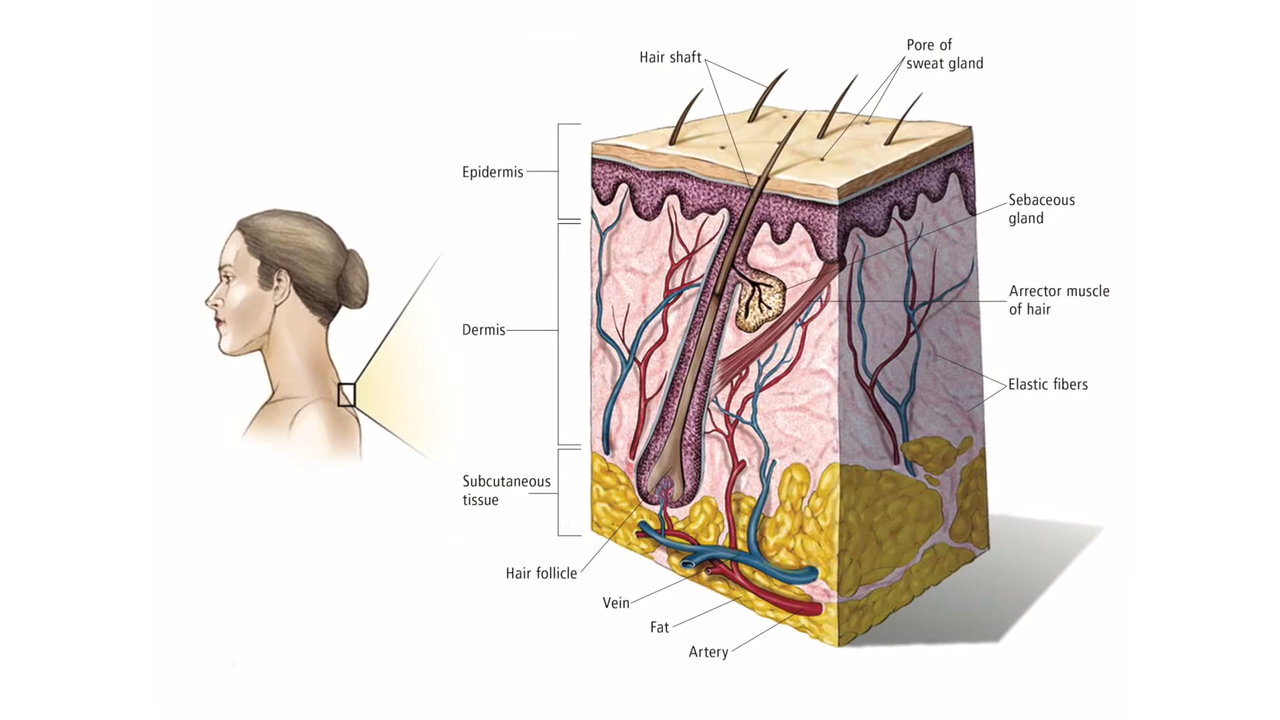 Hair shaft
Pore of
sweat gland
Epidermis
Sebaceous
gland
Arrector muscle
of hair
Dermis
Elastic fibers
Subcutaneous
tissue
Hair follicle
Vein
Fat
Artery